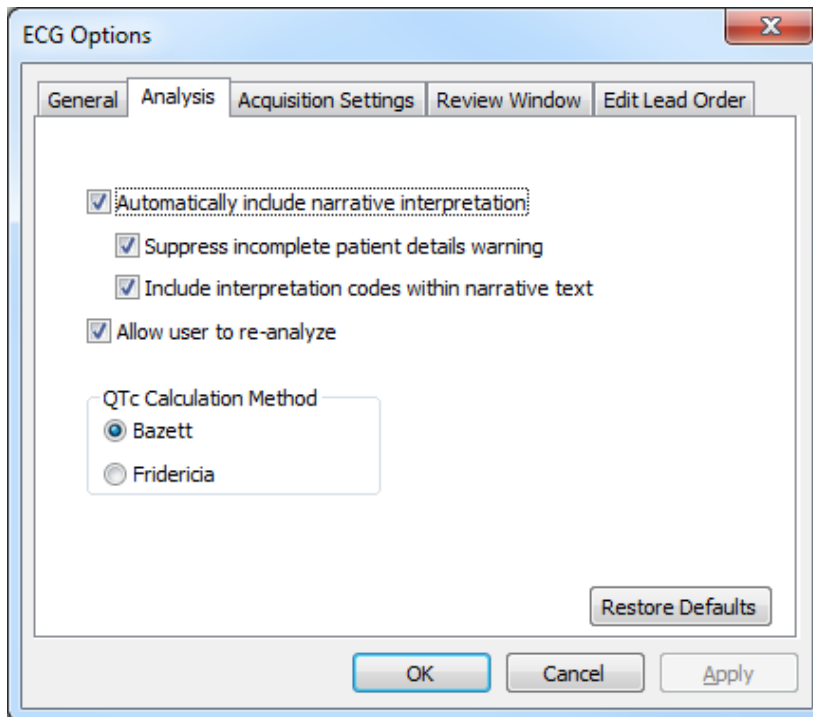 ECG Options
General Analysis Acquisition Settings Review Window Edit Lead Order
Automatically include narrative interpretation
Suppress incomplete patient details warning
Include interpretation codes within narrative text
Allow user to re-analyze
QTc Calculation Method
Bazett
Fridericia
Restore Defaults
OK Cancel Apply